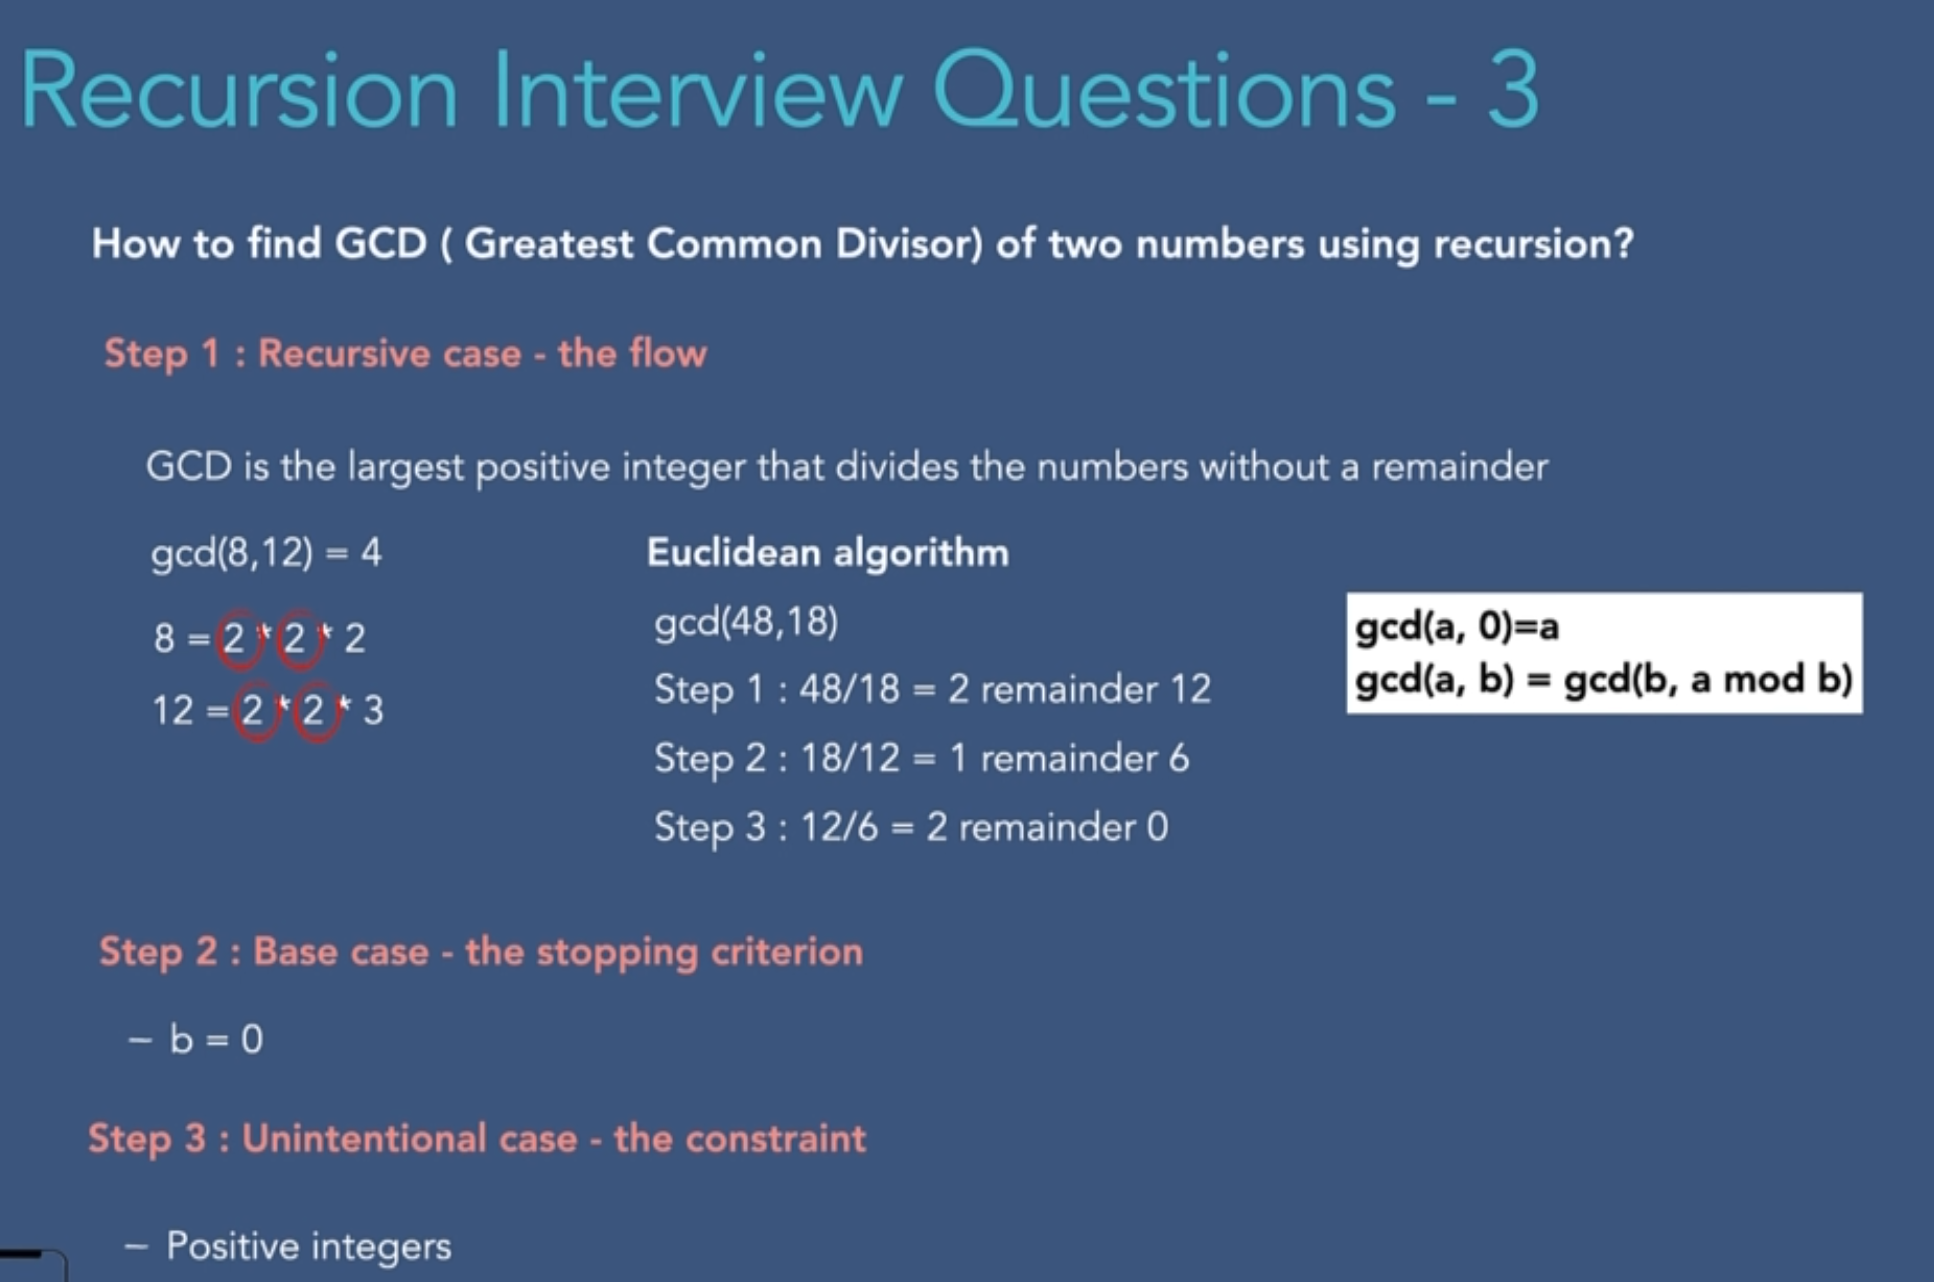 Recursion Interview Questions - 3
How to find GCD ( Greatest Common Divisor) of two numbers using recursion?
Step 1 : Recursive case - the flow
GCD is the largest positive integer that divides the numbers without a remainder
gcd(8,12) = 4
8 = 2 * 2 * 2
12 = 2 * 2 * 3
Euclidean algorithm
gcd(48,18)
Step 1 : 48/18 = 2 remainder 12
Step 2 : 18/12 = 1 remainder 6
Step 3 : 12/6 = 2 remainder 0
gcd(a, 0)=a
gcd(a, b) = gcd(b, a mod b)
Step 2 : Base case - the stopping criterion
– b = 0
Step 3 : Unintentional case - the constraint
– Positive integers